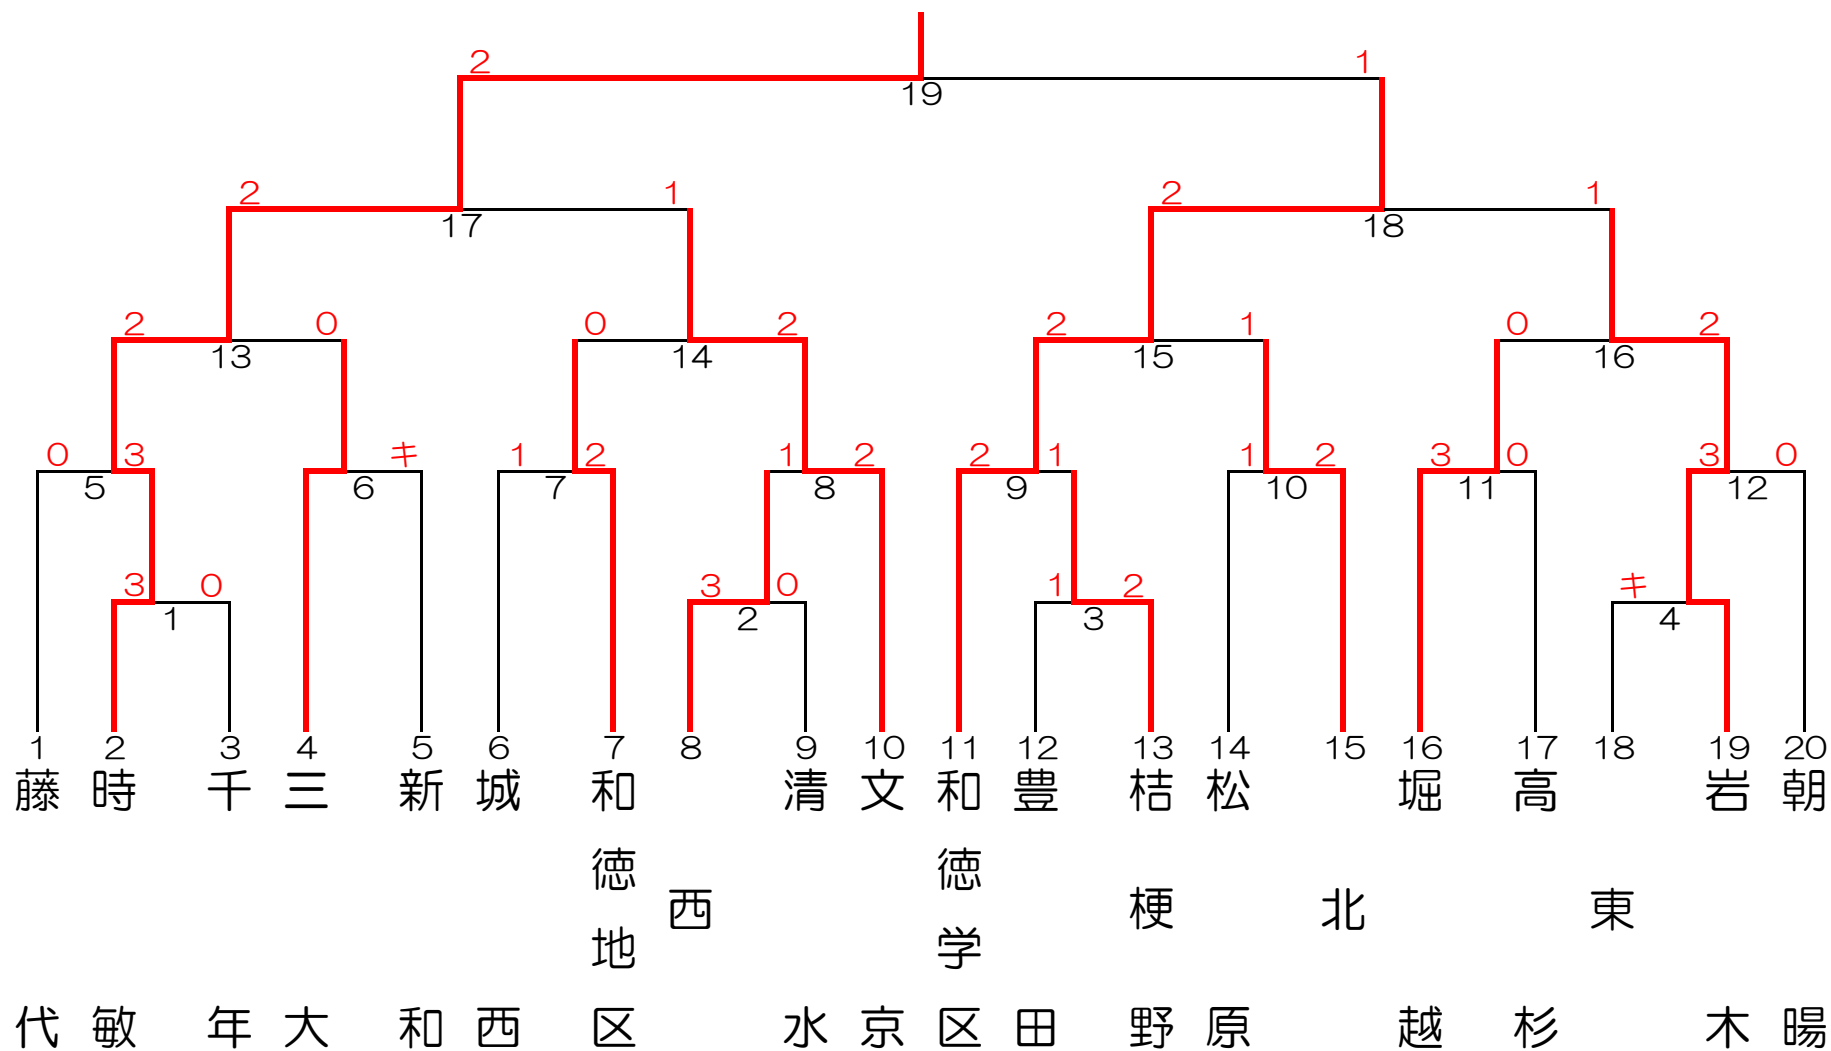 2 1
19
2 1 2 1
17 18
2 0 0 2 2 1 0 2
13 14 15 16
0 3 キ 1 2 1 2 2 1 1 2 3 0 3 0
5 6 7 8 9 10 11 12
3 0 3 0 1 2 キ
1 2 3 4
1 2 3 4 5 6 7 8 9 10 11 12 13 14 15 16 17 18 19 20
藤代
時敏
千年
三大
新和
城西
和徳地区
西
清水
文京
和徳学区
豊田
桔梗野
松原
北
堀越
高杉
東
岩木
朝暘